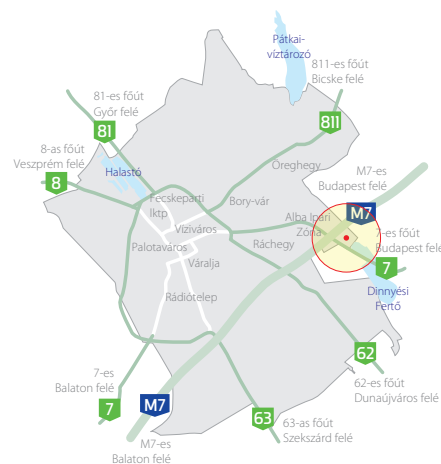 Pátkai-
víztározó
811-es főút
Bicske felé
81-es főút
Győr felé
811
81
8-as főút
Veszprém felé
8
Halastó
Öreghegy
M7-es
Budapest felé
Fecskeparti
lktp
Bory-vár
M7
Alba Ipari
Zóna
Víziváros
7-es főút
Budapest felé
Palotaváros
Ráchegy
Váralja
7
Dinnyési
Fertő
Rádiótelep
62
7-es
Balaton felé
62-es főút
Dunaújváros felé
M7
7
63
63-as főút
Szekszárd felé
M7-es
Balaton felé